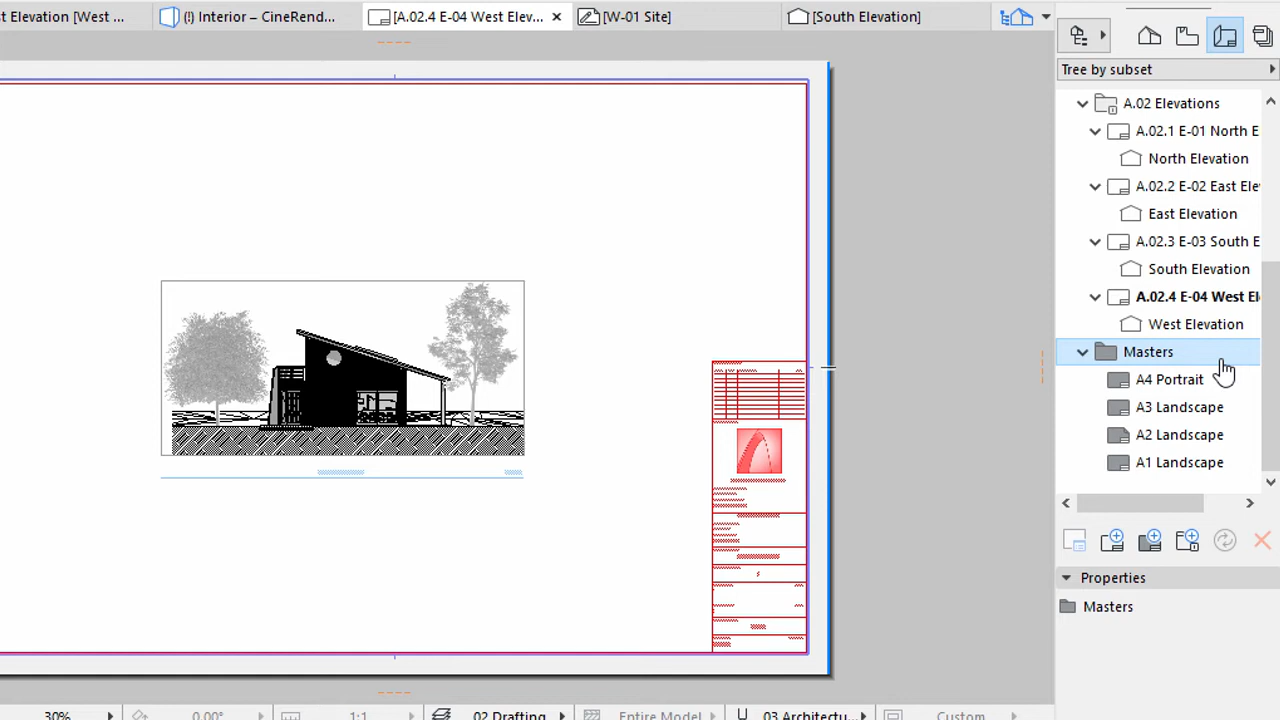 t Elevation [West ...
(!) Interior – CineRend...
[A.02.4 E-04 West Elev...
[W-01 Site]
[South Elevation]
Tree by subset
A.02 Elevations
A.02.1 E-01 North E
North Elevation
A.02.2 E-02 East Ele
East Elevation
A.02.3 E-03 South E
South Elevation
A.02.4 E-04 West El
West Elevation
Masters
A4 Portrait
A3 Landscape
A2 Landscape
A1 Landscape
Properties
Masters
30%
0.00°
1:1
02 Drafting
Entire Model
03 Architectu...
Custom